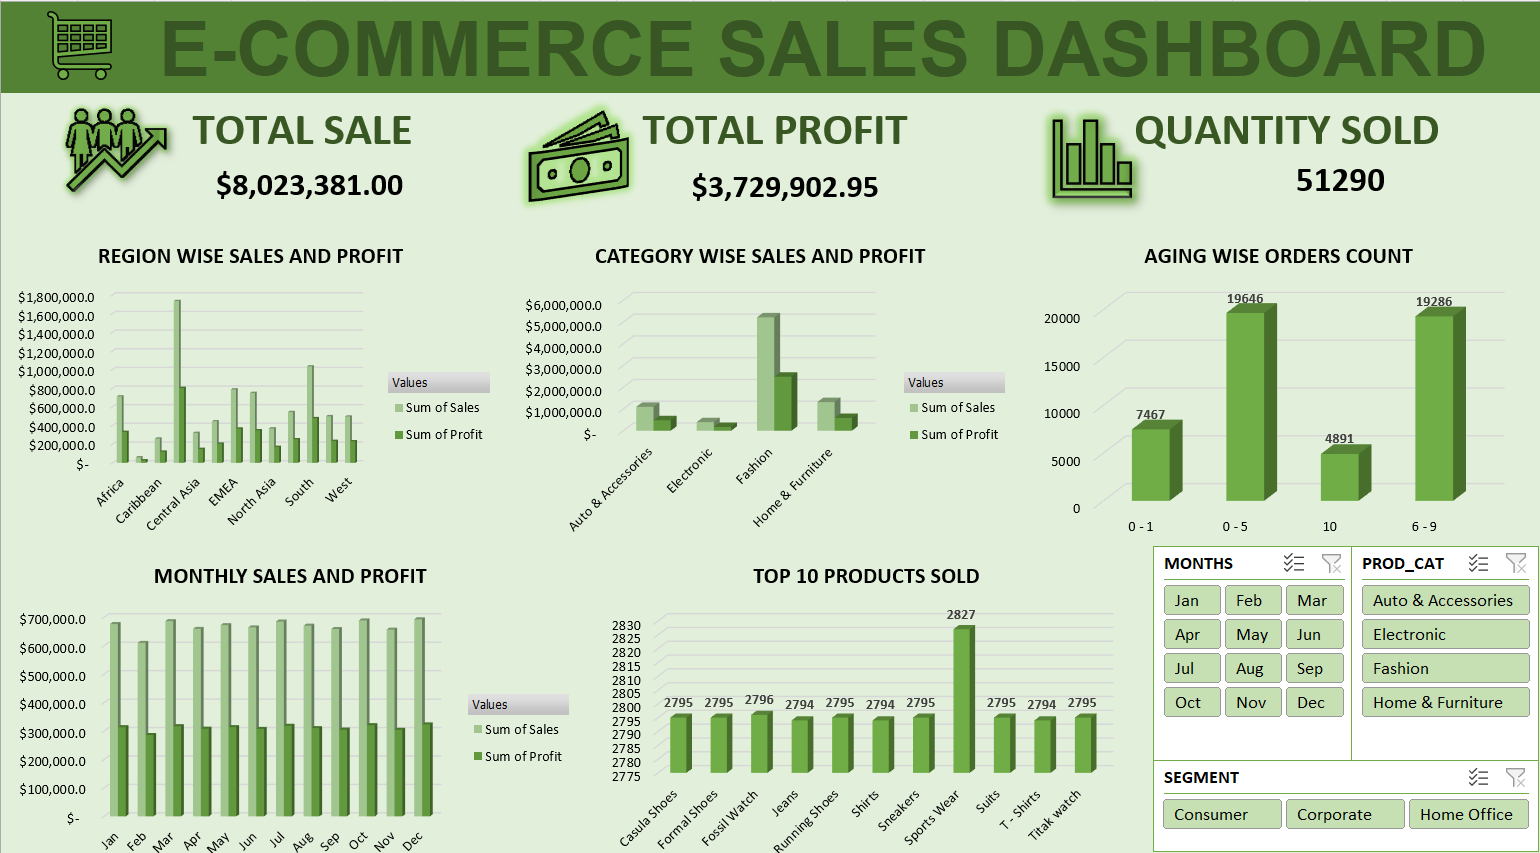 E-COMMERCE SALES DASHBOARD
TOTAL SALE
$8,023,381.00
TOTAL PROFIT
$3,729,902.95
QUANTITY SOLD
51290
REGION WISE SALES AND PROFIT
$1,800,000.0
$1,600,000.0
$1,400,000.0
$1,200,000.0
$1,000,000.0
$800,000.0
$600,000.0
$400,000.0
$200,000.0
$-
Africa
Caribbean
Central Asia
EMEA
North Asia
South
West
Values
Sum of Sales
Sum of Profit
CATEGORY WISE SALES AND PROFIT
$6,000,000.0
$5,000,000.0
$4,000,000.0
$3,000,000.0
$2,000,000.0
$1,000,000.0
$-
Auto & Accessories
Electronic
Fashion
Home & Furniture
Values
Sum of Sales
Sum of Profit
AGING WISE ORDERS COUNT
20000
15000
10000
5000
0
7467
19646
4891
19286
0 - 1
0 - 5
10
6 - 9
MONTHLY SALES AND PROFIT
$700,000.0
$600,000.0
$500,000.0
$400,000.0
$300,000.0
$200,000.0
$100,000.0
$-
Jan
Feb
Mar
Apr
May
Jun
Jul
Aug
Sep
Oct
Nov
Dec
Values
Sum of Sales
Sum of Profit
TOP 10 PRODUCTS SOLD
2830
2825
2820
2815
2810
2805
2800
2795
2790
2785
2780
2775
2795
2795
2796
2794
2795
2794
2795
2827
2795
2794
2795
Casula Shoes
Formal Shoes
Fossil Watch
Jeans
Running Shoes
Shirts
Sneakers
Sports Wear
Suits
T - Shirts
Titak watch
MONTHS
Jan Feb Mar
Apr May Jun
Jul Aug Sep
Oct Nov Dec
PROD_CAT
Auto & Accessories
Electronic
Fashion
Home & Furniture
SEGMENT
Consumer Corporate Home Office